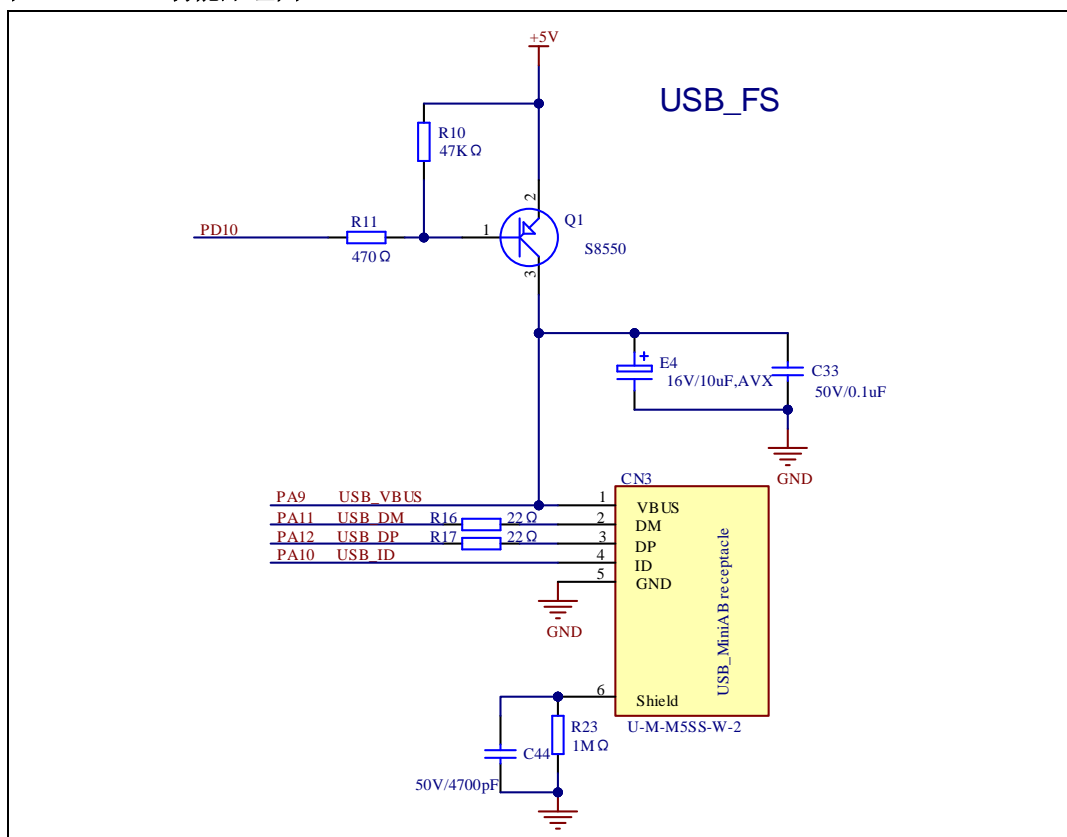 +5V
USB_FS
R10
47KΩ
2
Q1
PD10
R11
1
470Ω
S8550
3
E4
16V/10uF,AVX
C33
50V/0.1uF
GND
CN3
PA9 USB_VBUS 1 VBUS
PA11 USB_DM R16 22Ω 2 DM
PA12 USB_DP R17 22Ω 3 DP
PA10 USB_ID 4 ID
5 GND
GND
USB_MiniAB receptacle
6 Shield
U-M-M5SS-W-2
R23
1MΩ
C44
50V/4700pF